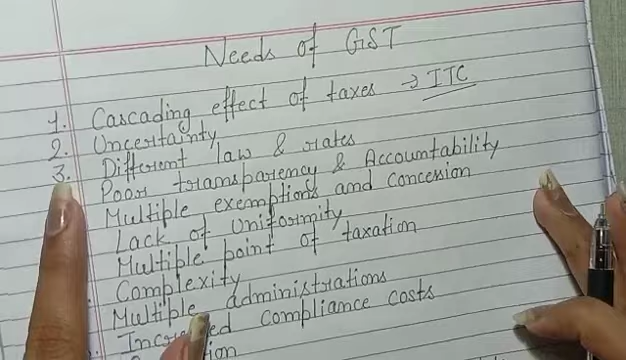 Needs of GST
1. Cascading effect of taxes → ITC
2. Uncertainty
3. Different law & rates
Poor transparency & Accountability
Multiple exemptions and concession
Lack of Uniformity
Multiple point of taxation
Complexity
Multiple administrations
compliance costs